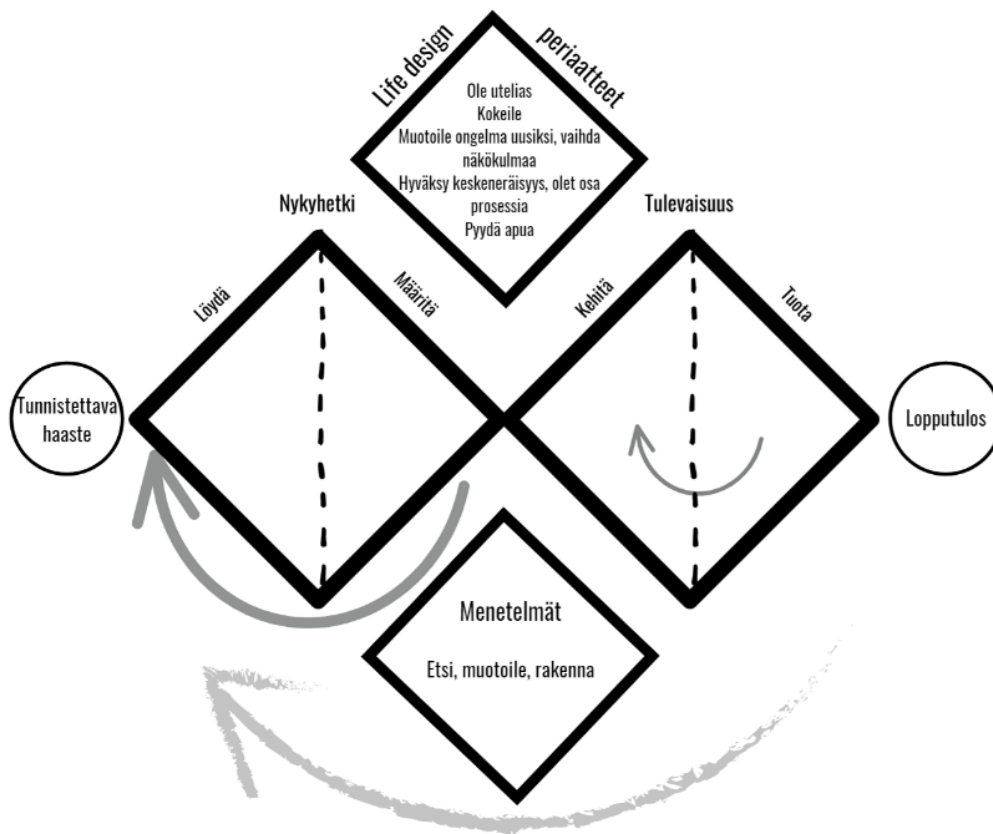 Life design periaatteet
Ole utelias
Kokeile
Muotoile ongelma uusiksi, vaihda
näkökulmaa
Hyväksy keskeneräisyys, olet osa
prosessia
Pyydä apua
Nykyhetki
Tulevaisuus
Löydä
Määritä
Kehitä
Tuota
Tunnistettava
haaste
Lopputulos
Menetelmät
Etsi, muotoile, rakenna